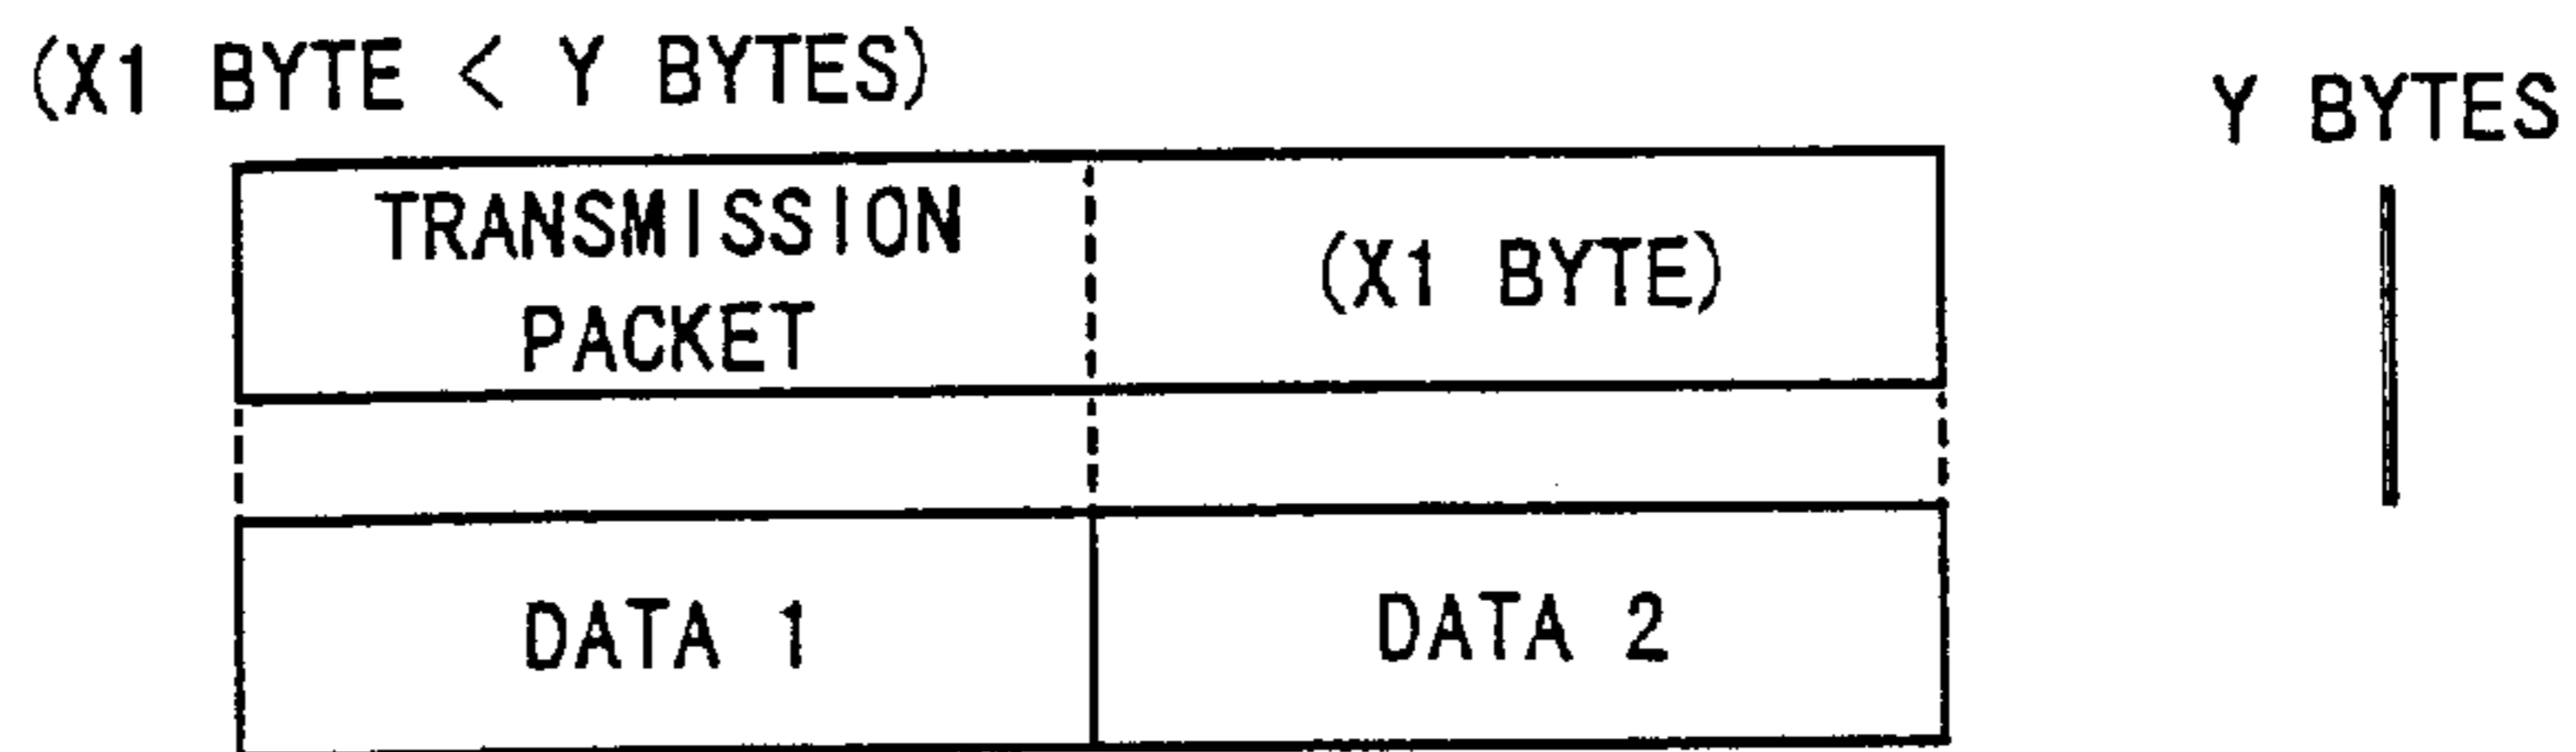 (X1 BYTE < Y BYTES)
Y BYTES
TRANSMISSION
PACKET
(X1 BYTE)
DATA 1
DATA 2